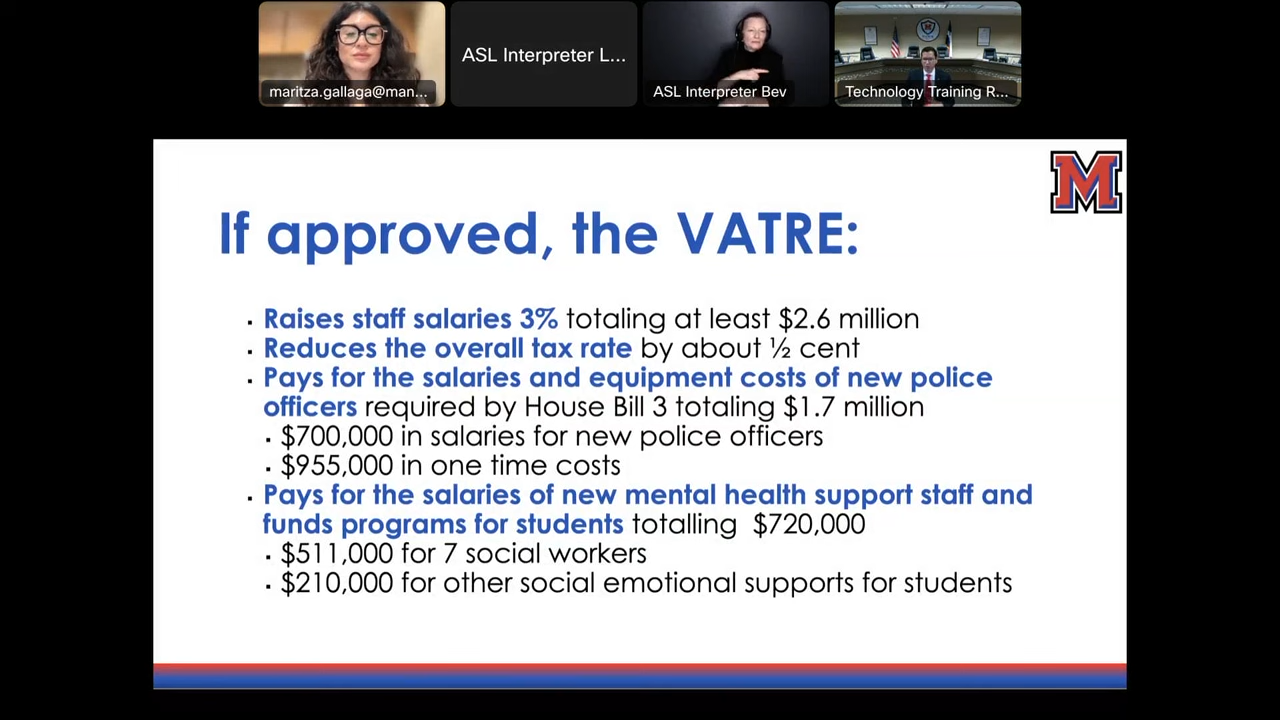 maritza.gallaga@man...
ASL Interpreter L...
ASL Interpreter Bev
Technology Training R...
M
If approved, the VATRE:
▪ Raises staff salaries 3% totaling at least $2.6 million
▪ Reduces the overall tax rate by about ½ cent
▪ Pays for the salaries and equipment costs of new police
officers required by House Bill 3 totaling $1.7 million
▪ $700,000 in salaries for new police officers
▪ $955,000 in one time costs
▪ Pays for the salaries of new mental health support staff and
funds programs for students totalling $720,000
▪ $511,000 for 7 social workers
▪ $210,000 for other social emotional supports for students